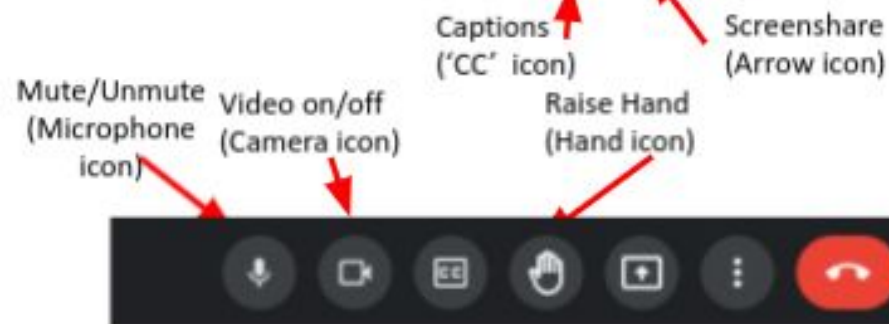 Captions
('CC' icon)
Screenshare
(Arrow icon)
Mute/Unmute
(Microphone
icon)
Video on/off
(Camera icon)
Raise Hand
(Hand icon)
CC